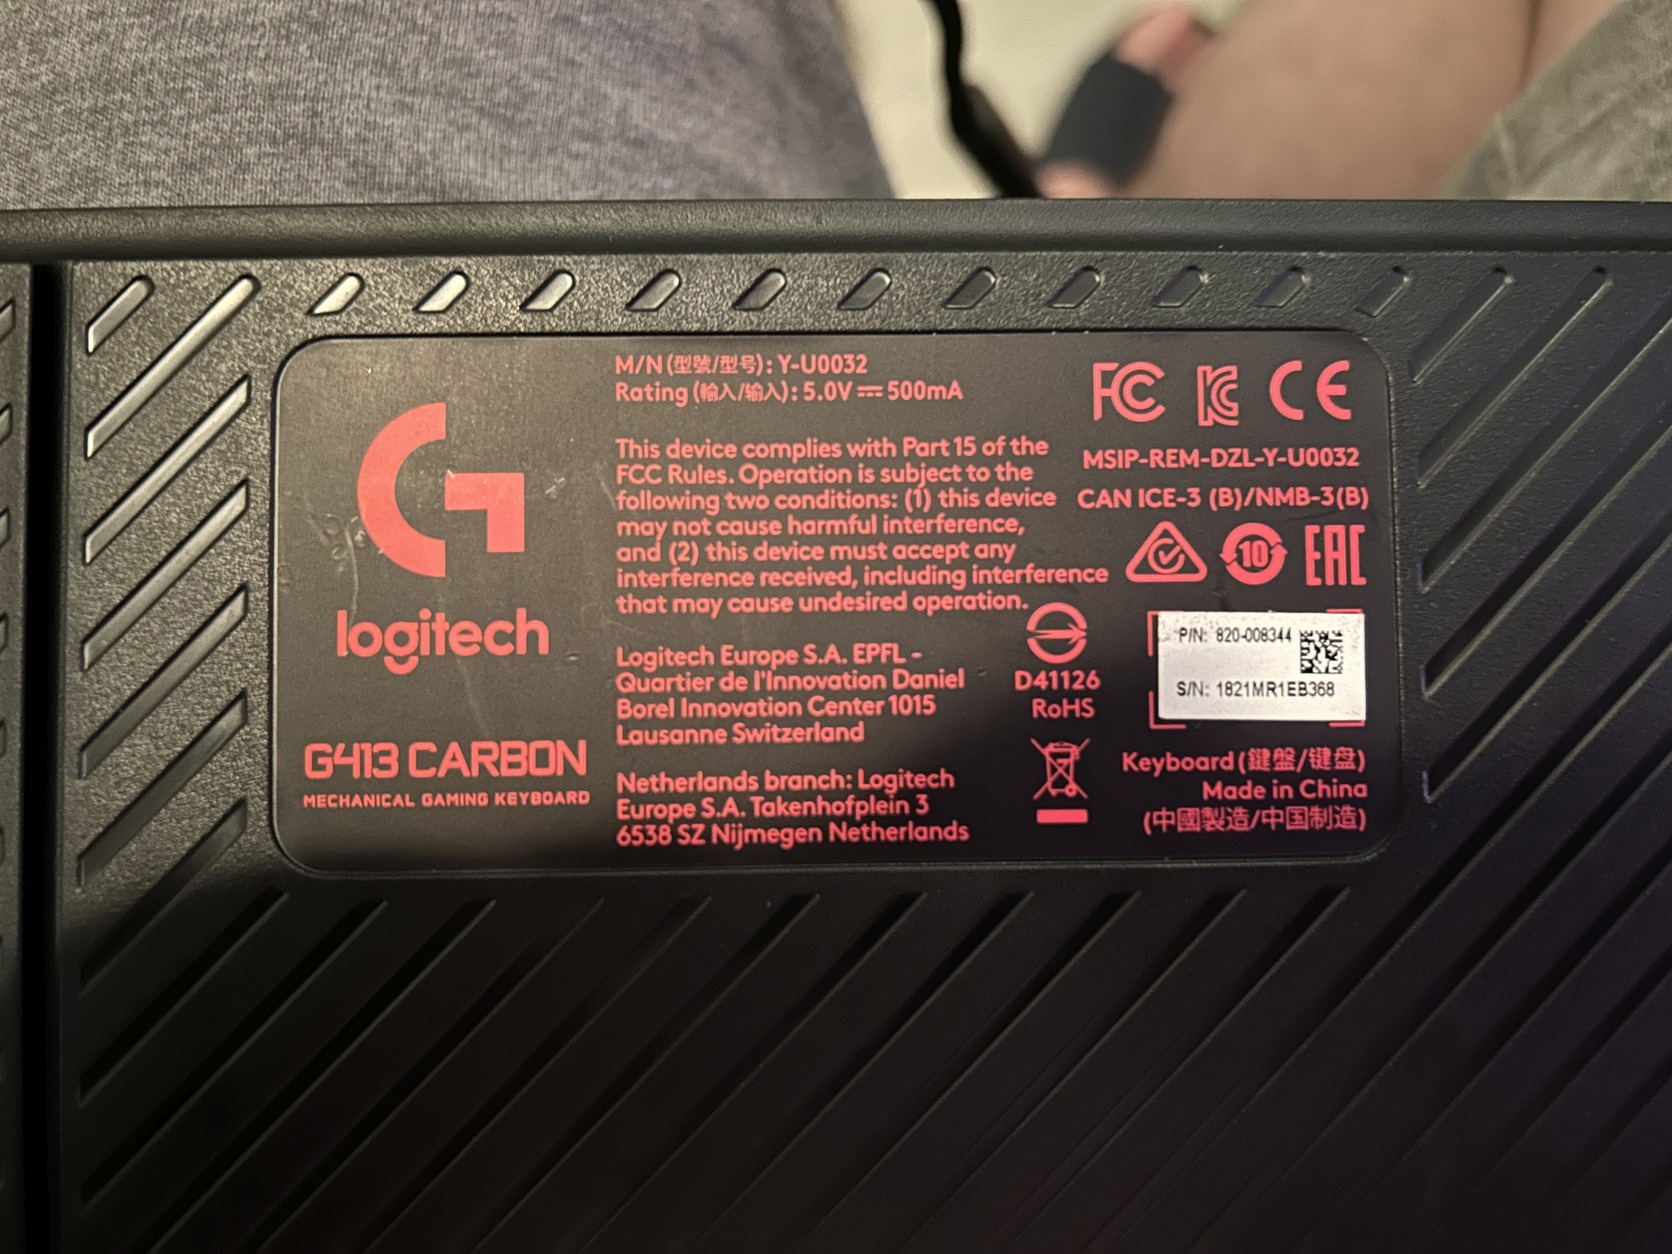 M/N (型號/型号): Y-U0032
Rating (輸入/输入): 5.0V ⎓ 500mA
This device complies with Part 15 of the
FCC Rules. Operation is subject to the
following two conditions: (1) this device
may not cause harmful interference,
and (2) this device must accept any
interference received, including interference
that may cause undesired operation.
Logitech Europe S.A. EPFL -
Quartier de l'Innovation Daniel
Borel Innovation Center 1015
Lausanne Switzerland
Netherlands branch: Logitech
Europe S.A. Takenhofplein 3
6538 SZ Nijmegen Netherlands
G
logitech
G413 CARBON
MECHANICAL GAMING KEYBOARD
FC KC CE
MSIP-REM-DZL-Y-U0032
CAN ICE-3 (B)/NMB-3(B)
10 EAC
D41126
RoHS
P/N: 820-008344
S/N: 1821MR1EB368
Keyboard (鍵盤/键盘)
Made in China
(中國製造/中国制造)